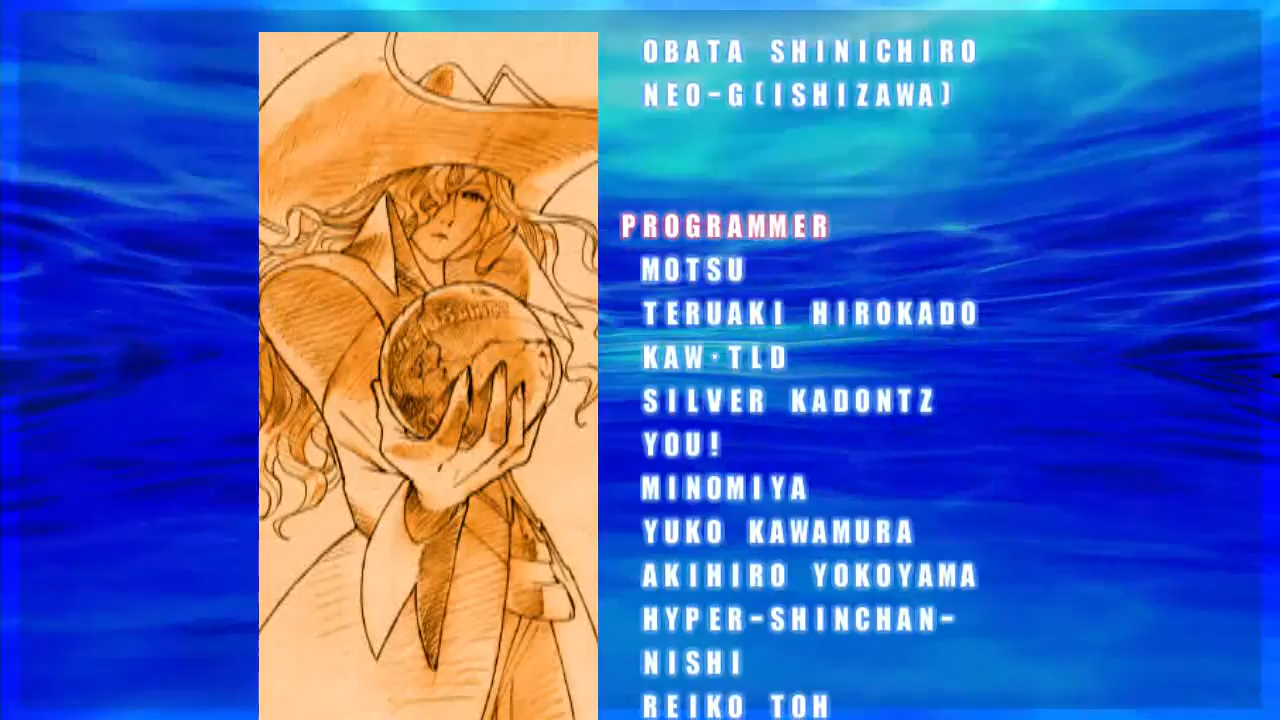 OBATA SHINICHIRO
NEO-G(ISHIZAWA)
PROGRAMMER
MOTSU
TERUAKI HIROKADO
KAW·TLD
SILVER KADONTZ
YOU!
MINOMIYA
YUKO KAWAMURA
AKIHIRO YOKOYAMA
HYPER-SHINCHAN-
NISHI
REIKO TOH